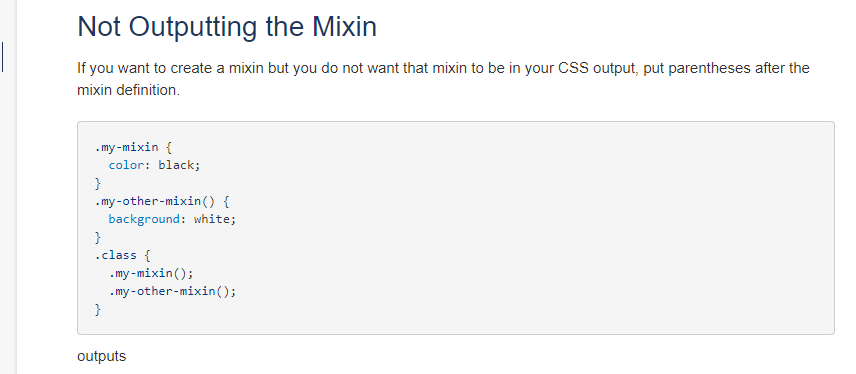 Not Outputting the Mixin
If you want to create a mixin but you do not want that mixin to be in your CSS output, put parentheses after the
mixin definition.
.my-mixin {
  color: black;
}
.my-other-mixin() {
  background: white;
}
.class {
  .my-mixin();
  .my-other-mixin();
}
outputs